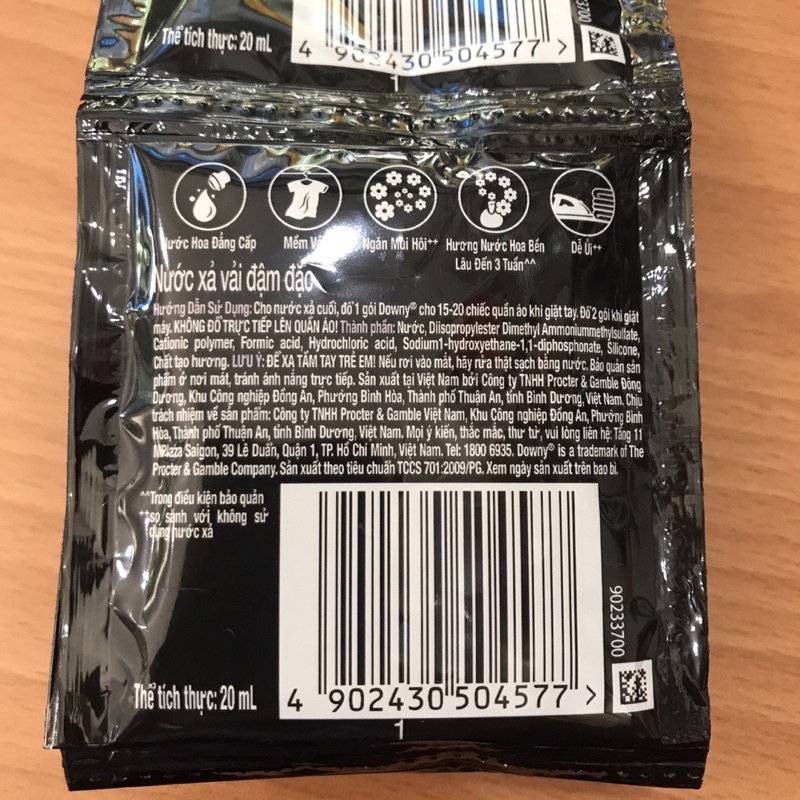 Thể tích thực: 20 mL
4 902430 504577 >
1
3700
Nước Hoa Đẳng Cấp
Mềm
Ngăn Mùi Hôi++
Hương Nước Hoa Bền
Lâu Đến 3 Tuần^^
Dễ Ủi++
Nước xả vải đậm đặc
Hướng Dẫn Sử Dụng: Cho nước xả cuối, đổ 1 gói Downy® cho 15-20 chiếc quần áo khi giặt tay. Đổ 2 gói khi giặt
máy. KHÔNG ĐỔ TRỰC TIẾP LÊN QUẦN ÁO! Thành phần: Nước, Diisopropylester Dimethyl Ammoniummethylsulfate,
Cationic polymer, Formic acid, Hydrochloric acid, Sodium1-hydroxyethane-1,1-diphosphonate, Silicone,
Chất tạo hương. LƯU Ý: ĐỂ XA TẦM TAY TRẺ EM! Nếu rơi vào mắt, hãy rửa thật sạch bằng nước. Bảo quản sản
phẩm ở nơi mát, tránh ánh nắng trực tiếp. Sản xuất tại Việt Nam bởi Công ty TNHH Procter & Gamble Đông
Dương, Khu Công nghiệp Đồng An, Phường Bình Hòa, Thành phố Thuận An, tỉnh Bình Dương, Việt Nam. Chịu
trách nhiệm về sản phẩm: Công ty TNHH Procter & Gamble Việt Nam, Khu Công nghiệp Đồng An, Phường Bình
Hòa, Thành phố Thuận An, tỉnh Bình Dương, Việt Nam. Mọi ý kiến, thắc mắc, thư từ, vui lòng liên hệ: Tầng 11
MPlaza Saigon, 39 Lê Duẩn, Quận 1, TP. Hồ Chí Minh, Việt Nam. Tel: 1800 6935. Downy® is a trademark of The
Procter & Gamble Company. Sản xuất theo tiêu chuẩn TCCS 701:2009/PG. Xem ngày sản xuất trên bao bì.
^^Trong điều kiện bảo quản
++so sánh với không sử
dụng nước xả
90233700
Thể tích thực: 20 mL
4 902430 504577 >
1